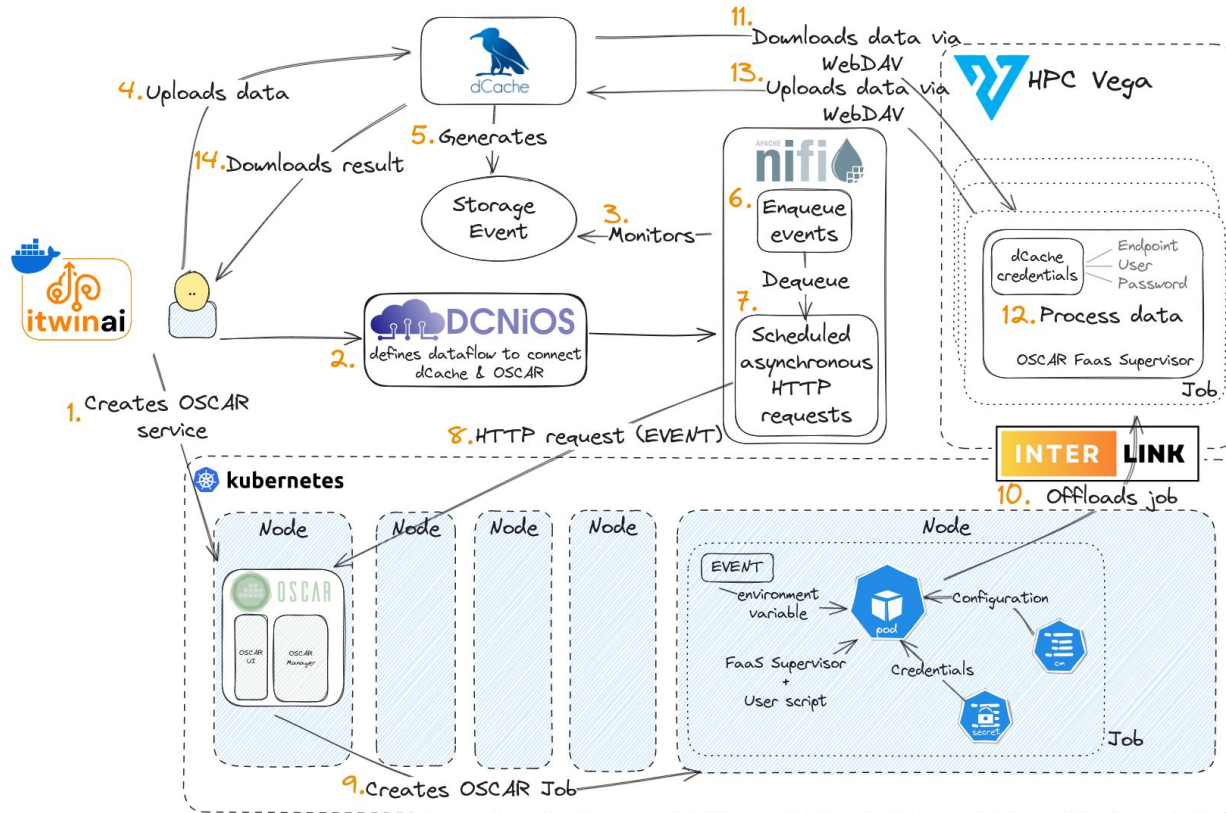 11.
Downloads data via
WebDAV
13.
Uploads data via
WebDAV
dCache
4. Uploads data
5. Generates
14. Downloads result
Storage
Event
3.
Monitors
APACHE
nifi
6.
Enqueue
events
Dequeue
7.
Scheduled
asynchronous
HTTP
requests
HPC Vega
dCache
credentials
Endpoint
User
Password
12. Process data
OSCAR FaaS Supervisor
Job
itwinai
2.
DCNiOS
defines dataflow to connect
dCache & OSCAR
1. Creates OSCAR
service
8. HTTP request (EVENT)
INTER LINK
10. Offloads job
kubernetes
Node
Node
Node
Node
Node
OSCAR
OSCAR
UI
OSCAR
Manager
EVENT
environment
variable
pod
Configuration
cm
FaaS Supervisor
+
User script
Credentials
secret
Job
9. Creates OSCAR Job